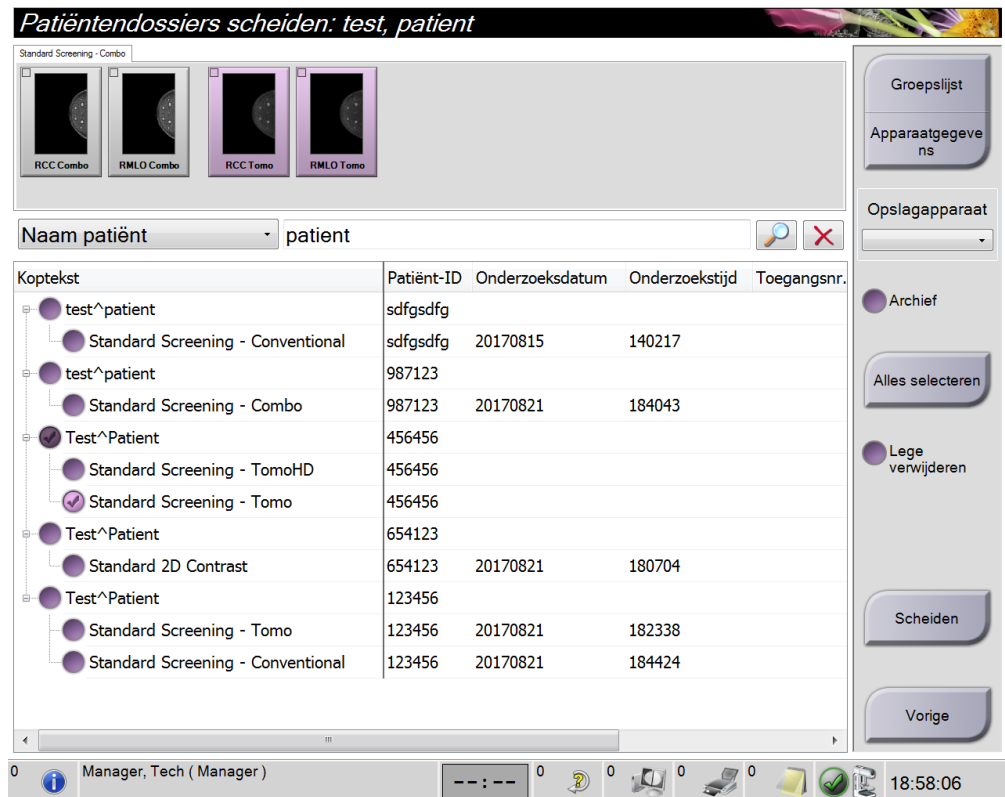 Patiëntendossiers scheiden: test, patient
Standard Screening - Combo
RCC Combo RMLO Combo RCC Tomo RMLO Tomo
Groepslijst
Apparaatgegeve
ns
Opslagapparaat
Naam patiënt patient
Koptekst Patiënt-ID Onderzoeksdatum Onderzoekstijd Toegangsnr.
test^patient sdfgsdfg
Standard Screening - Conventional sdfgsdfg 20170815 140217
test^patient 987123
Standard Screening - Combo 987123 20170821 184043
Test^Patient 456456
Standard Screening - TomoHD 456456
Standard Screening - Tomo 456456
Test^Patient 654123
Standard 2D Contrast 654123 20170821 180704
Test^Patient 123456
Standard Screening - Tomo 123456 20170821 182338
Standard Screening - Conventional 123456 20170821 184424
Archief
Alles selecteren
Lege
verwijderen
Scheiden
Vorige
0 Manager, Tech ( Manager ) --:-- 0 0 0 0 18:58:06